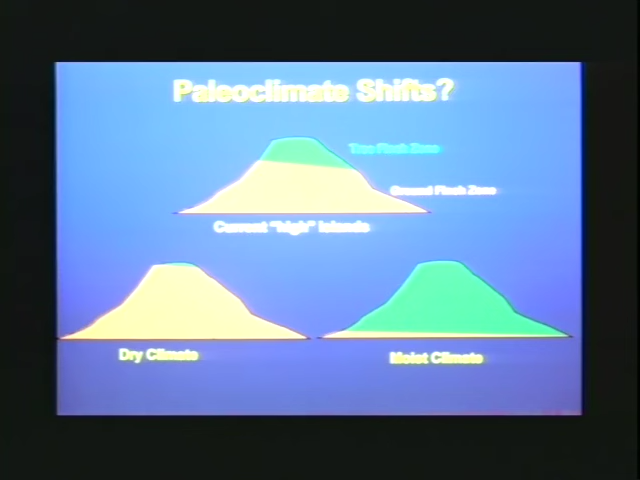 Paleoclimate Shifts?
Tree Finch Zone
Ground Finch Zone
Current "high" Islands
Dry Climate
Moist Climate